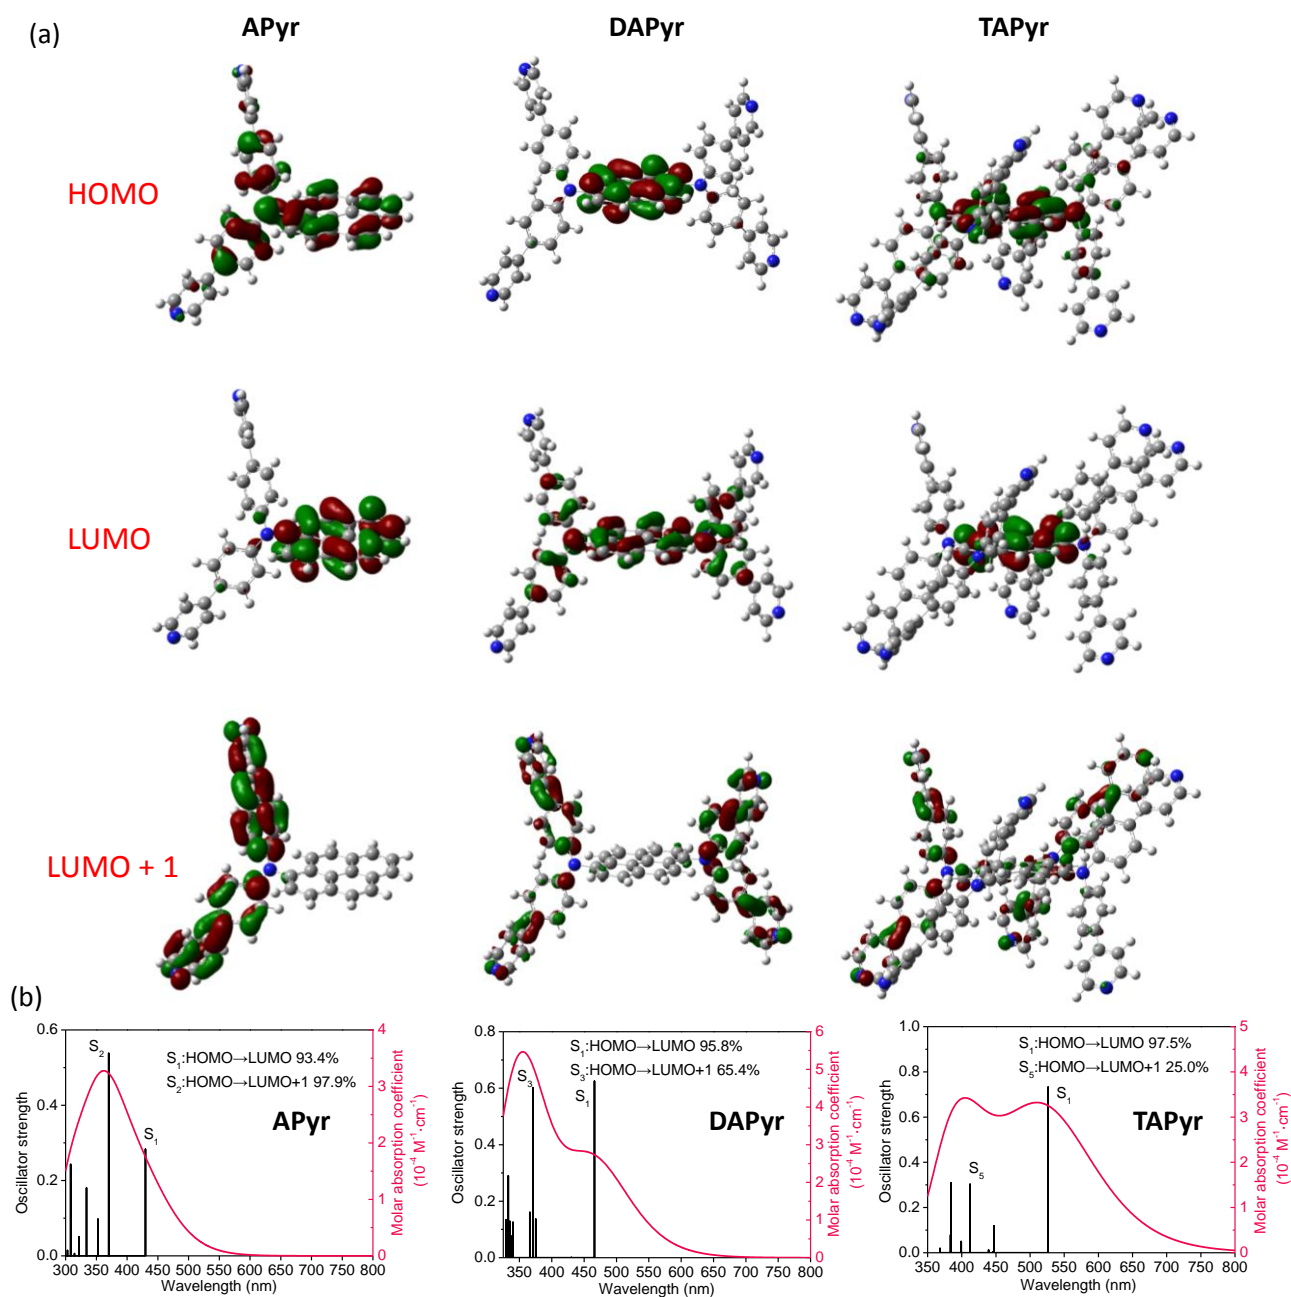 (a)
APyr
DAPyr
TAPyr
HOMO
LUMO
LUMO + 1
(b)
0.6
0.4
0.2
0.0
Oscillator strength
S₂
S₁
S₁:HOMO→LUMO 93.4%
S₂:HOMO→LUMO+1 97.9%
APyr
4
3
2
1
0
Molar absorption coefficient
(10⁻⁴ M⁻¹·cm⁻¹)
300 350 400 450 500 550 600 650 700 750 800
Wavelength (nm)
0.8
0.6
0.4
0.2
0.0
Oscillator strength
S₃
S₁
S₁:HOMO→LUMO 95.8%
S₃:HOMO→LUMO+1 65.4%
DAPyr
6
5
4
3
2
1
0
Molar absorption coefficient
(10⁻⁴ M⁻¹·cm⁻¹)
350 400 450 500 550 600 650 700 750 800
Wavelength (nm)
1.0
0.8
0.6
0.4
0.2
0.0
Oscillator strength
S₅
S₁
S₁:HOMO→LUMO 97.5%
S₅:HOMO→LUMO+1 25.0%
TAPyr
5
4
3
2
1
0
Molar absorption coefficient
(10⁻⁴ M⁻¹·cm⁻¹)
350 400 450 500 550 600 650 700 750 800
Wavelength (nm)